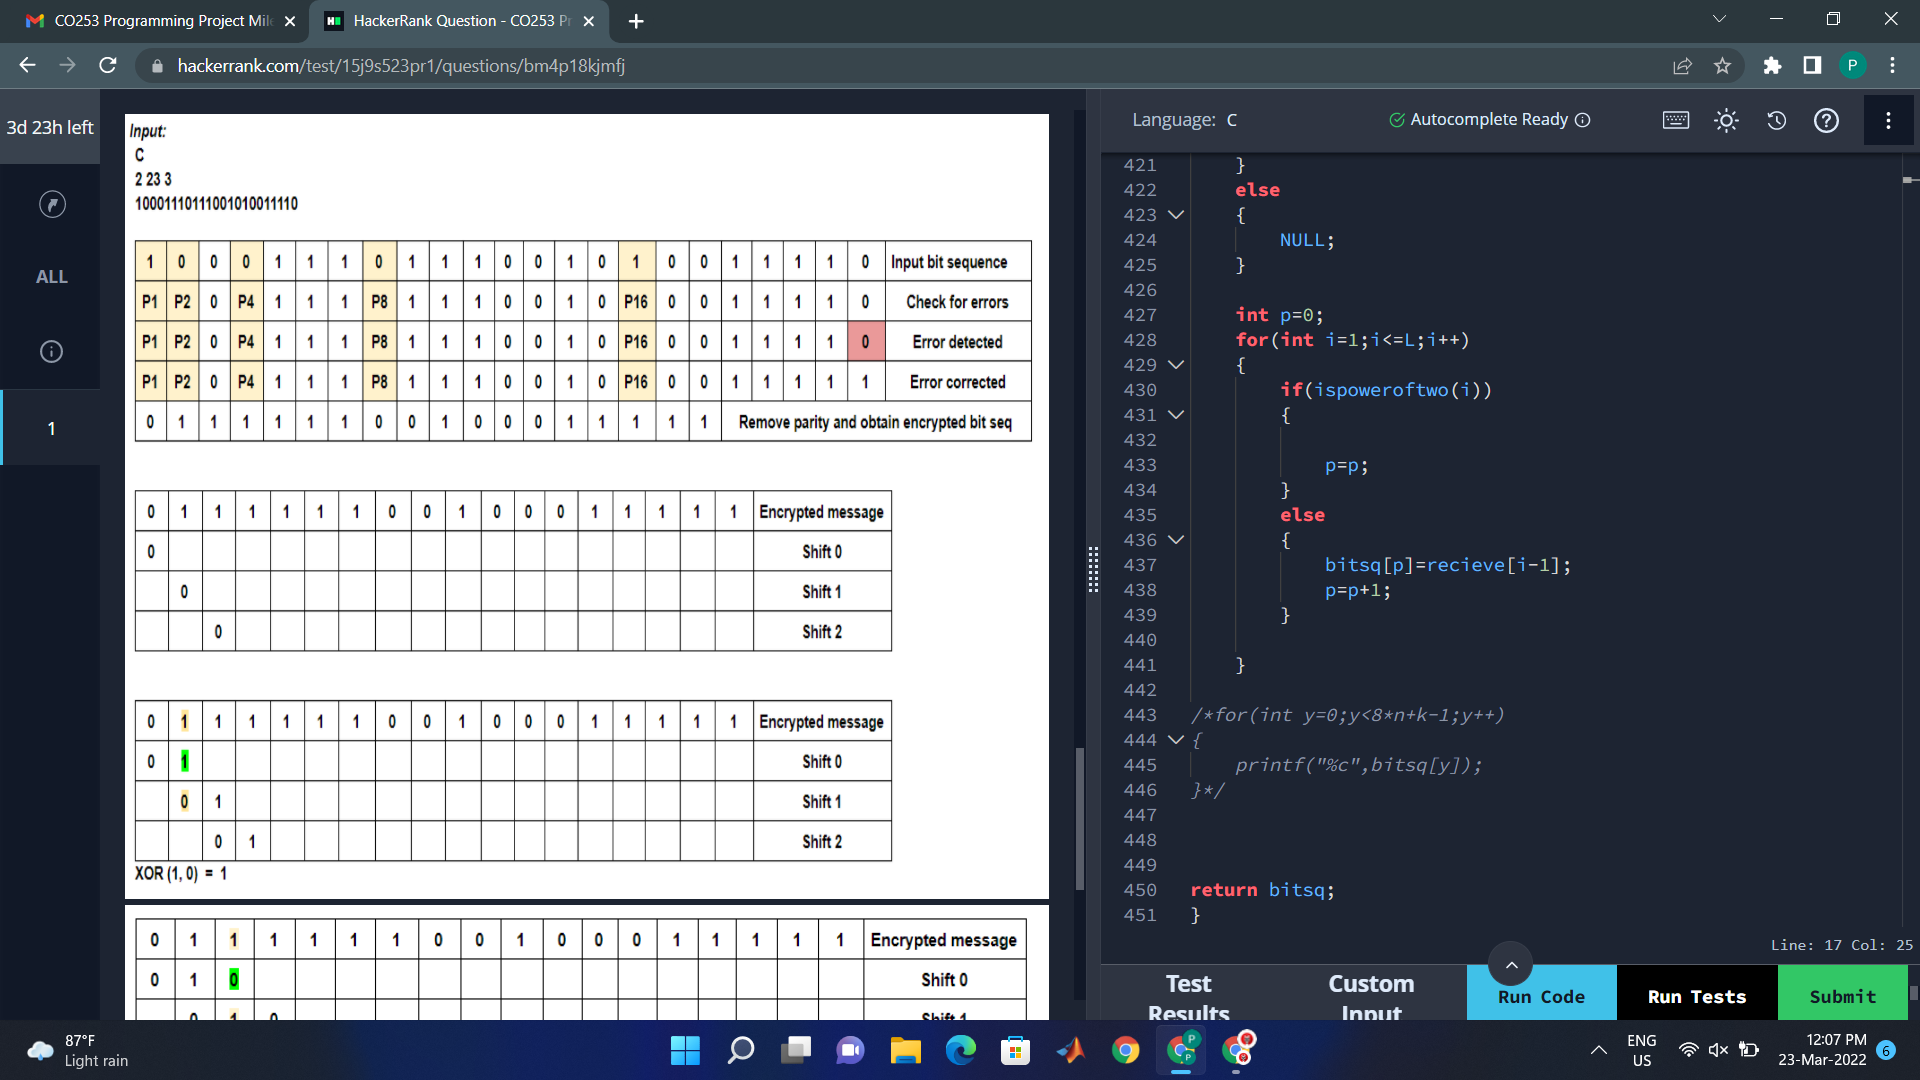 CO253 Programming Project Mile
HackerRank Question - CO253 Pr
hackerrank.com/test/15j9s523pr1/questions/bm4p18kjmfj
P
3d 23h left
ALL
1
Input:
C
2 23 3
10001110111001010011110
1 0 0 0 1 1 1 0 1 1 1 0 0 1 0 1 0 0 1 1 1 1 0 Input bit sequence
P1 P2 0 P4 1 1 1 P8 1 1 1 0 0 1 0 P16 0 0 1 1 1 1 0 Check for errors
P1 P2 0 P4 1 1 1 P8 1 1 1 0 0 1 0 P16 0 0 1 1 1 1 0 Error detected
P1 P2 0 P4 1 1 1 P8 1 1 1 0 0 1 0 P16 0 0 1 1 1 1 1 Error corrected
0 1 1 1 1 1 1 0 0 1 0 0 0 1 1 1 1 1 Remove parity and obtain encrypted bit seq
0 1 1 1 1 1 1 0 0 1 0 0 0 1 1 1 1 1 Encrypted message
0 Shift 0
0 Shift 1
0 Shift 2
0 1 1 1 1 1 1 0 0 1 0 0 0 1 1 1 1 1 Encrypted message
0 1 Shift 0
0 1 Shift 1
0 1 Shift 2
XOR (1, 0) = 1
0 1 1 1 1 1 1 0 0 1 0 0 0 1 1 1 1 1 Encrypted message
0 1 0 Shift 0
0 1 0 Shift 1
Language: C
Autocomplete Ready
421 }
422 else
423 {
424 NULL;
425 }
426
427 int p=0;
428 for(int i=1;i<=L;i++)
429 {
430 if(ispoweroftwo(i))
431 {
432
433 p=p;
434 }
435 else
436 {
437 bitsq[p]=recieve[i-1];
438 p=p+1;
439 }
440
441 }
442
443 /*for(int y=0;y<8*n+k-1;y++)
444 {
445 printf("%c",bitsq[y]);
446 }*/
447
448
449
450 return bitsq;
451 }
Line: 17 Col: 25
Test Results
Custom Input
Run Code
Run Tests
Submit
87°F
Light rain
P
P
ENG
US
12:07 PM
23-Mar-2022
6